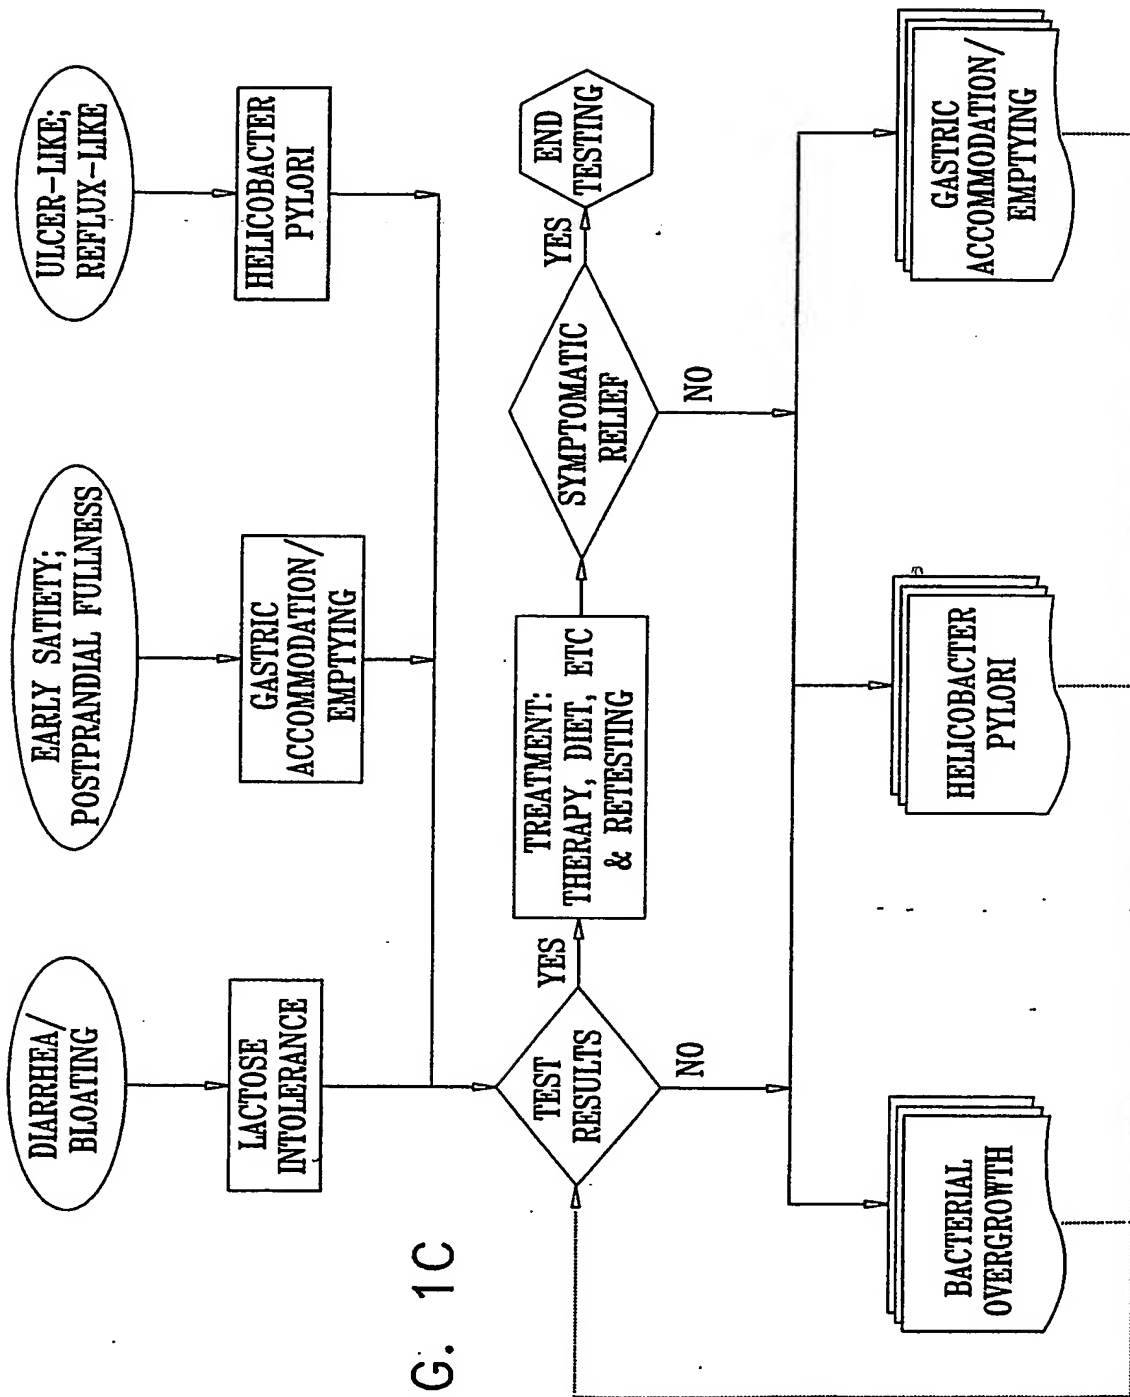 DIARRHEA/
BLOATING
EARLY SATIETY;
POSTPRANDIAL FULLNESS
ULCER-LIKE;
REFLUX-LIKE
LACTOSE
INTOLERANCE
GASTRIC
ACCOMMODATION/
EMPTYING
HELICOBACTER
PYLORI
TEST
RESULTS
YES
TREATMENT:
THERAPY, DIET, ETC
& RETESTING
SYMPTOMATIC
RELIEF
YES
END
TESTING
NO
NO
BACTERIAL
OVERGROWTH
HELICOBACTER
PYLORI
GASTRIC
ACCOMMODATION/
EMPTYING
G. 1C